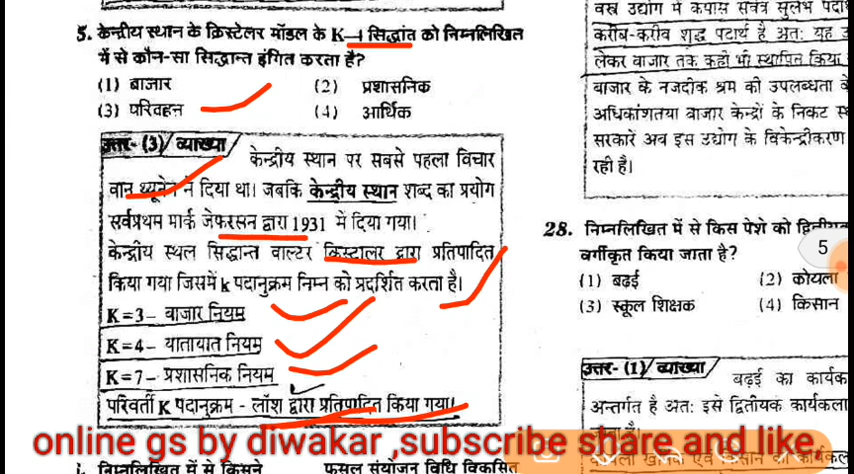 5. केन्द्रीय स्थान के क्रिस्टेलर मॉडल के K–4 सिद्धांत को निम्नलिखित
में से कौन-सा सिद्धान्त इंगित करता है?
(1) बाजार (2) प्रशासनिक
(3) परिवहन (4) आर्थिक
उत्तर- (3)/ व्याख्या/ केन्द्रीय स्थान पर सबसे पहला विचार
वान थ्यूनेन ने दिया था। जबकि केन्द्रीय स्थान शब्द का प्रयोग
सर्वप्रथम मार्क जेफरसन द्वारा 1931 में दिया गया।
केन्द्रीय स्थल सिद्धान्त वाल्टर क्रिस्टालर द्वारा प्रतिपादित
किया गया जिसमें k पदानुक्रम निम्न को प्रदर्शित करता है।
K=3– बाजार नियम
K=4– यातायात नियम
K=7– प्रशासनिक नियम
परिवर्ती K पदानुक्रम - लॉश द्वारा प्रतिपादित किया गया।
निम्नलिखित में से किसने फसल संयोजन विधि विकसित
वस्त्र उद्योग में कपास सर्वत्र सुलभ
करीब-करीब शुद्ध पदार्थ है अतः यह
लेकर बाजार तक कहीं भी स्थापित किया
बाजार के नजदीक श्रम की उपलब्धता
अधिकांशतया बाजार केन्द्रों के निकट
सरकारें अब इस उद्योग के विकेन्द्रीकरण
रही है।
28. निम्नलिखित में से किस पेशे को
वर्गीकृत किया जाता है?
5
(1) बढई (2) कोयला
(3) स्कूल शिक्षक (4) किसान
उत्तर- (1)/ व्याख्या/ बढ़ई का
अन्तर्गत है अतः इसे द्वितीयक कार्यकला
online gs by diwakar ,subscribe share and like.